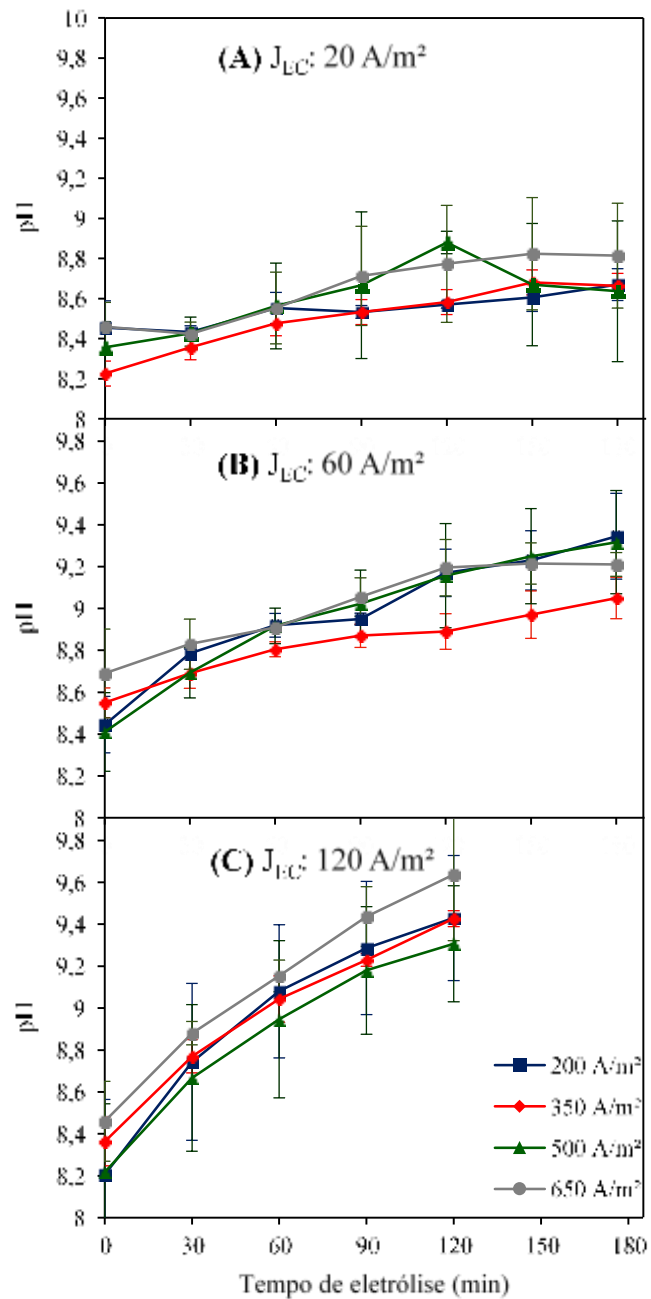 10
9,8
9,6
9,4
9,2
9
8,8
8,6
8,4
8,2
8
pH
(A) J_EC: 20 A/m²
9,8
9,6
9,4
9,2
9
8,8
8,6
8,4
8,2
8
pH
(B) J_EC: 60 A/m²
9,8
9,6
9,4
9,2
9
8,8
8,6
8,4
8,2
8
pH
(C) J_EC: 120 A/m²
200 A/m²
350 A/m²
500 A/m²
650 A/m²
0 30 60 90 120 150 180
Tempo de eletrólise (min)